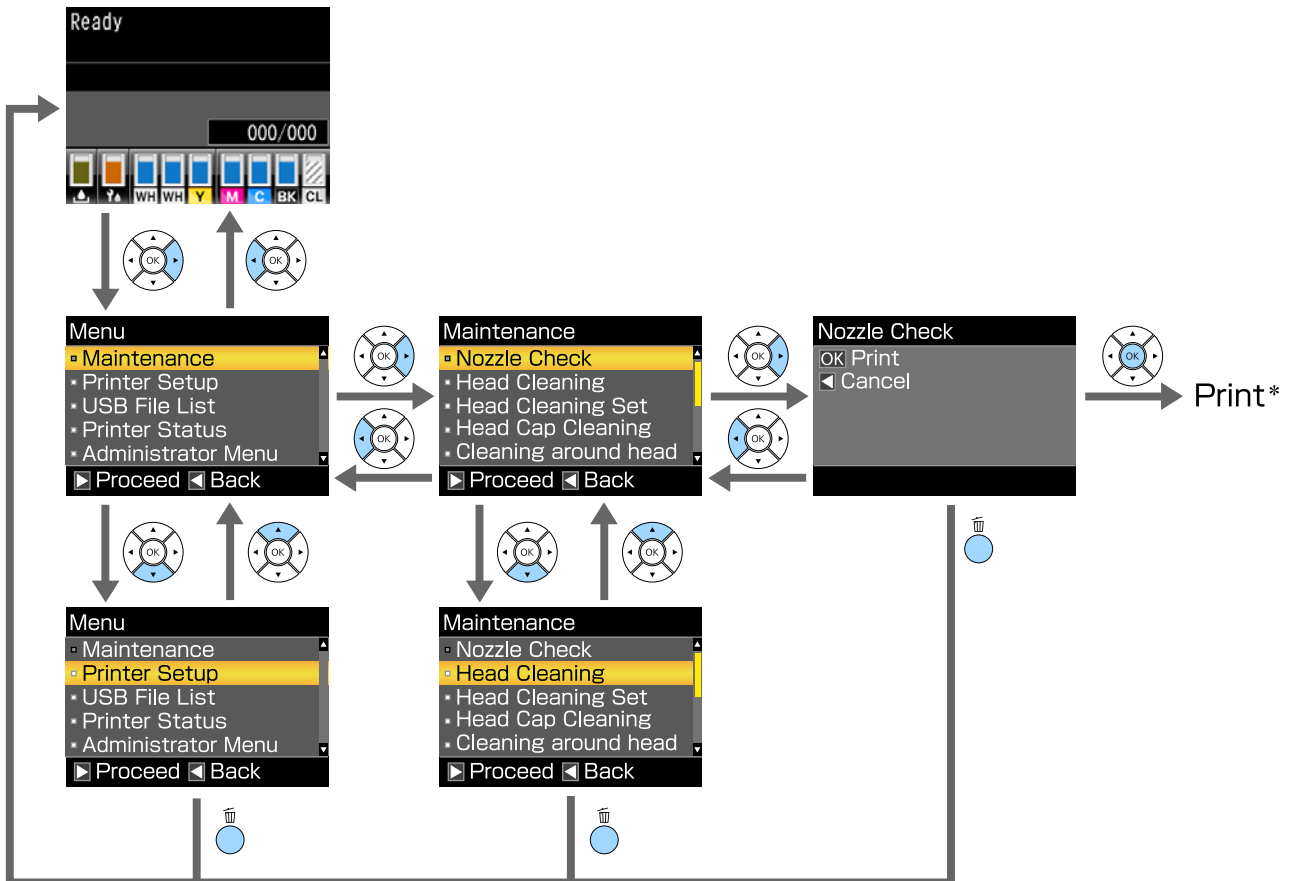 Ready
000/000
WH WH Y M C BK CL
OK OK
Menu
Maintenance
Printer Setup
USB File List
Printer Status
Administrator Menu
Proceed Back
OK
OK
Maintenance
Nozzle Check
Head Cleaning
Head Cleaning Set
Head Cap Cleaning
Cleaning around head
Proceed Back
OK
OK
Nozzle Check
OK Print
Cancel
OK
Print*
OK OK
OK OK
Menu
Maintenance
Printer Setup
USB File List
Printer Status
Administrator Menu
Proceed Back
Maintenance
Nozzle Check
Head Cleaning
Head Cleaning Set
Head Cap Cleaning
Cleaning around head
Proceed Back